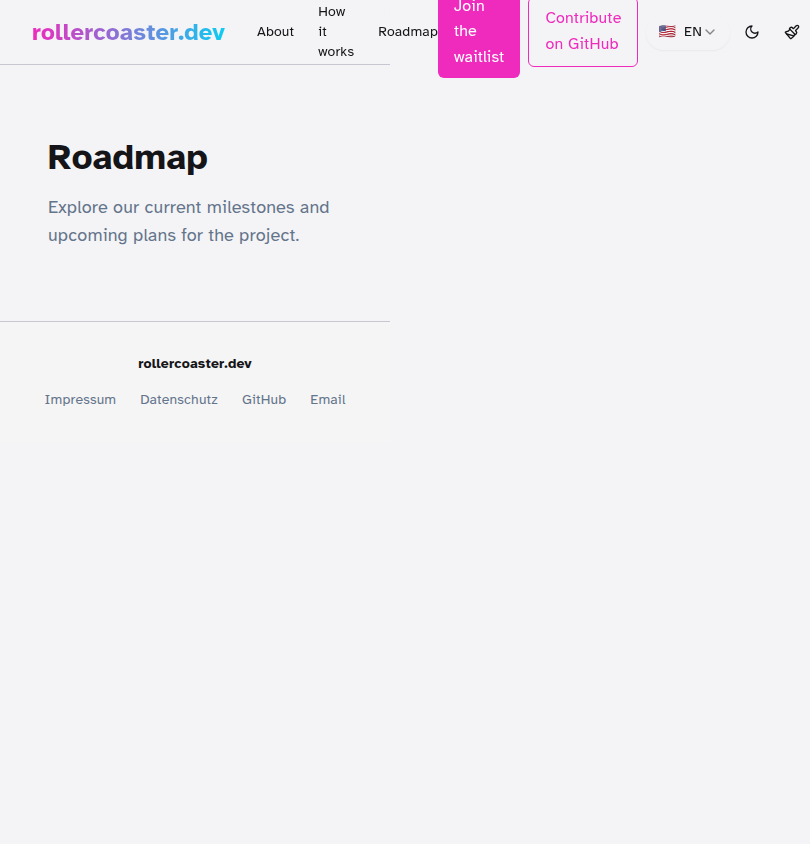 rollercoaster.dev
About
How
it
works
Roadmap
Join
the
waitlist
Contribute
on GitHub
EN
Roadmap
Explore our current milestones and
upcoming plans for the project.
rollercoaster.dev
Impressum Datenschutz GitHub Email